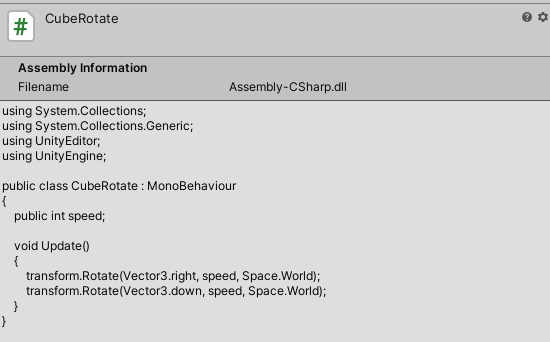 CubeRotate
Assembly Information
Filename Assembly-CSharp.dll
using System.Collections;
using System.Collections.Generic;
using UnityEditor;
using UnityEngine;

public class CubeRotate : MonoBehaviour
{
    public int speed;

    void Update()
    {
        transform.Rotate(Vector3.right, speed, Space.World);
        transform.Rotate(Vector3.down, speed, Space.World);
    }
}